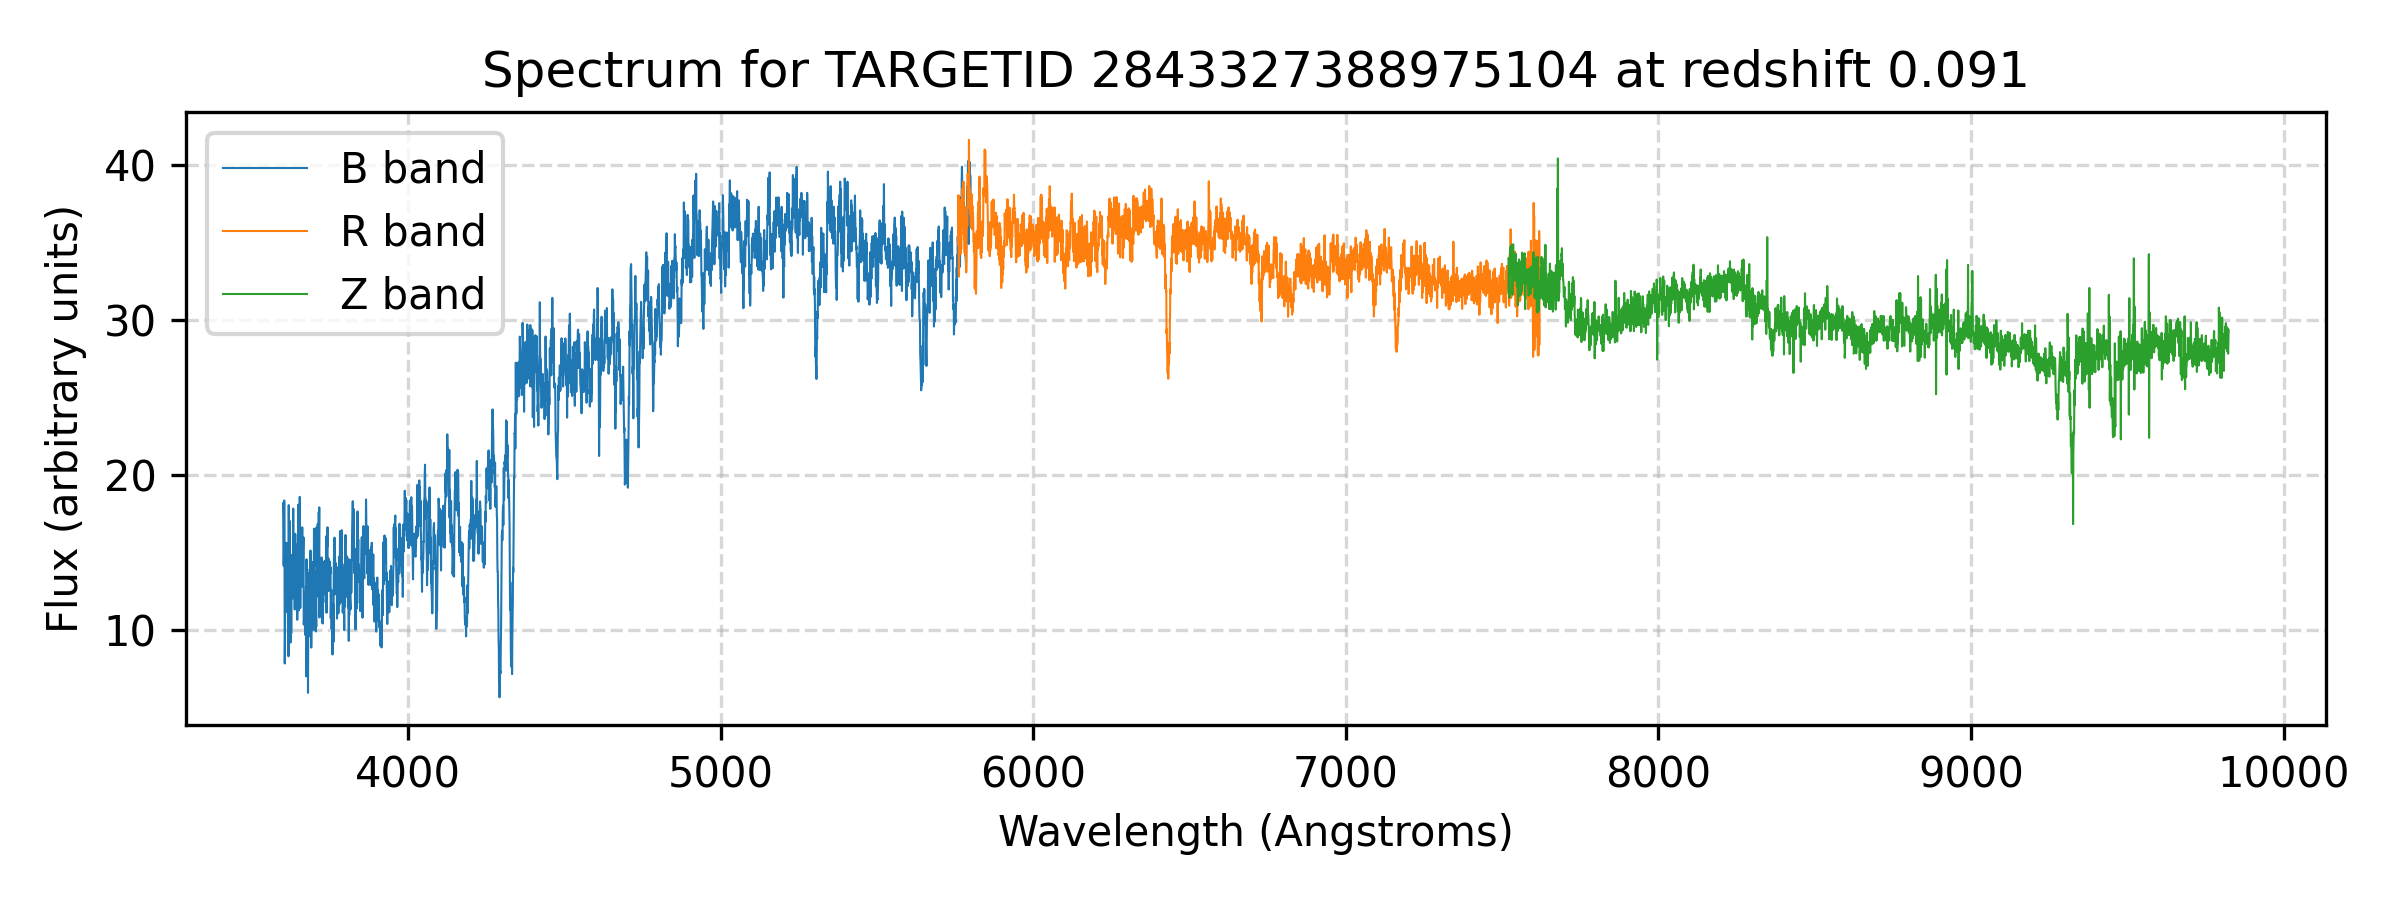 Spectrum for TARGETID 2843327388975104 at redshift 0.091
B band
R band
Z band
Flux (arbitrary units)
40
30
20
10
4000 5000 6000 7000 8000 9000 10000
Wavelength (Angstroms)